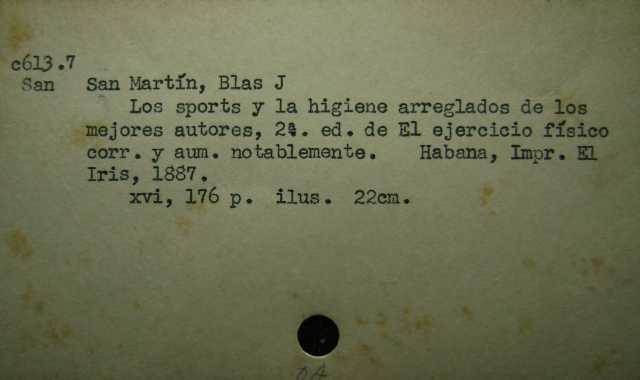 c613.7
San San Martín, Blas J
Los sports y la higiene arreglados de los
mejores autores, 2ª. ed. de El ejercicio físico
corr. y aum. notablemente. Habana, Impr. El
Iris, 1887.
xvi, 176 p. ilus. 22cm.